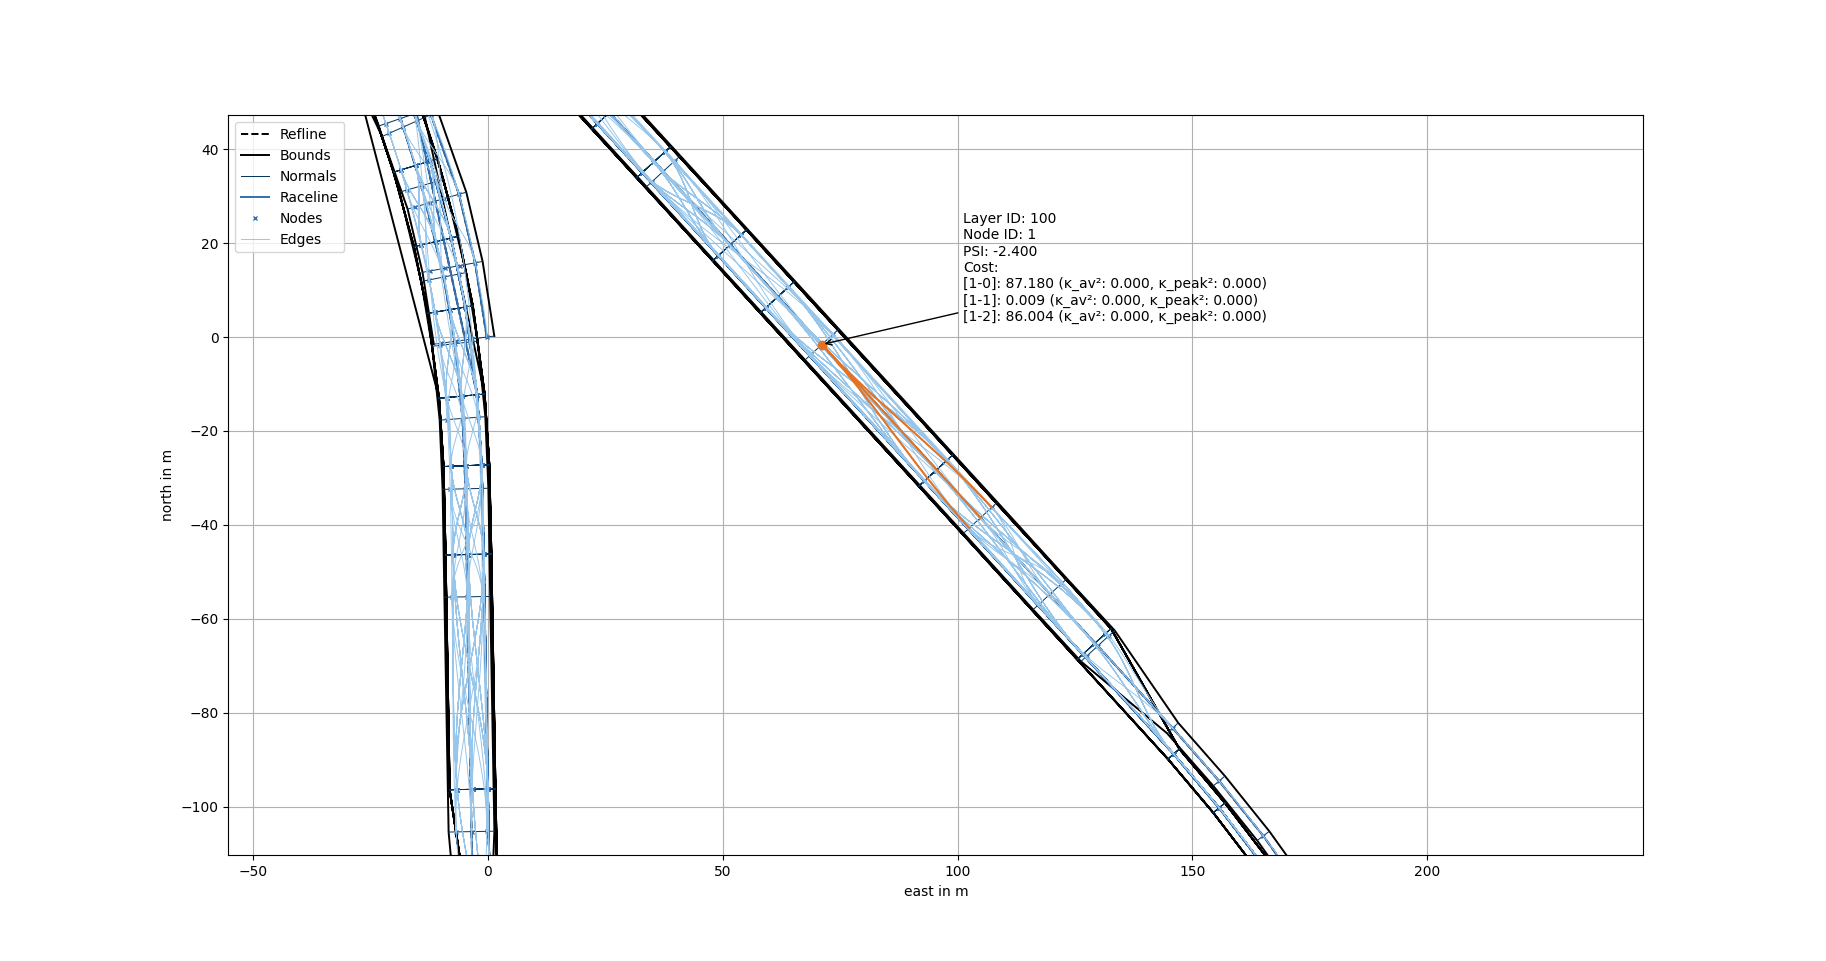 Refline
Bounds
Normals
Raceline
Nodes
Edges
Layer ID: 100
Node ID: 1
PSI: -2.400
Cost:
[1-0]: 87.180 (κ_av²: 0.000, κ_peak²: 0.000)
[1-1]: 0.009 (κ_av²: 0.000, κ_peak²: 0.000)
[1-2]: 86.004 (κ_av²: 0.000, κ_peak²: 0.000)
40
20
0
−20
−40
−60
−80
−100
north in m
−50
0
50
100
150
200
east in m